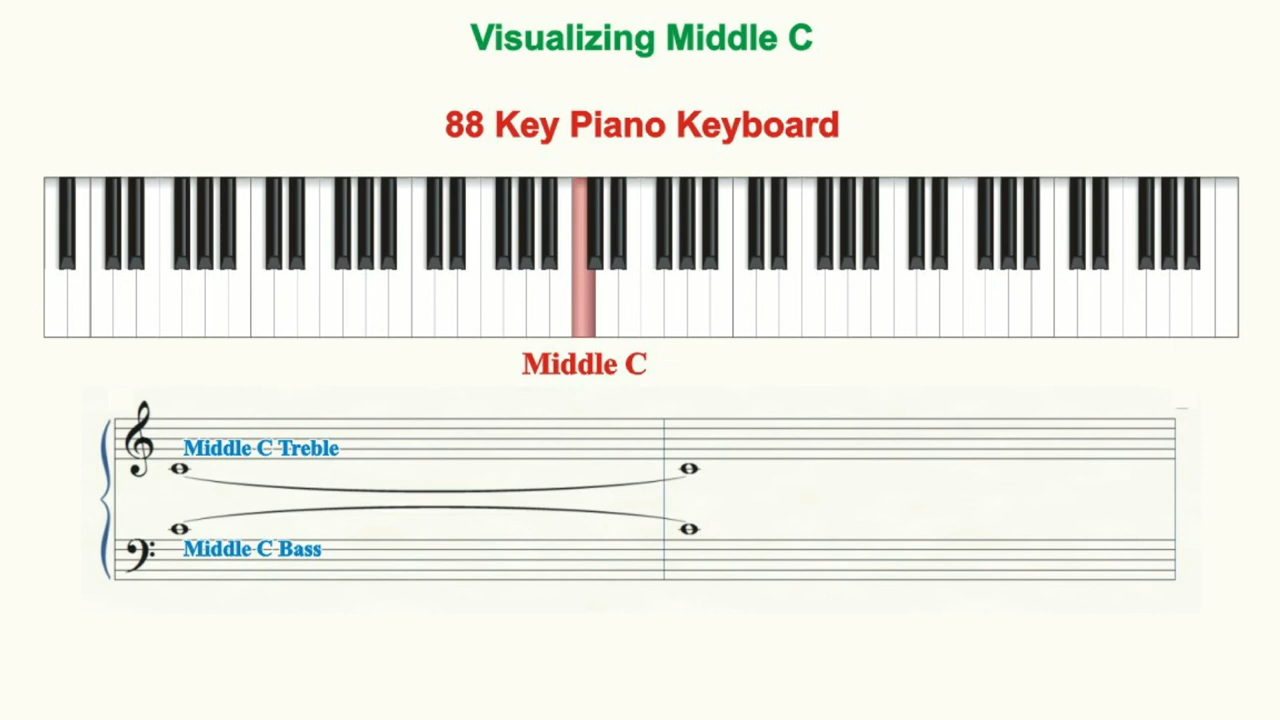 Visualizing Middle C
88 Key Piano Keyboard
Middle C
Middle C Treble
Middle C Bass